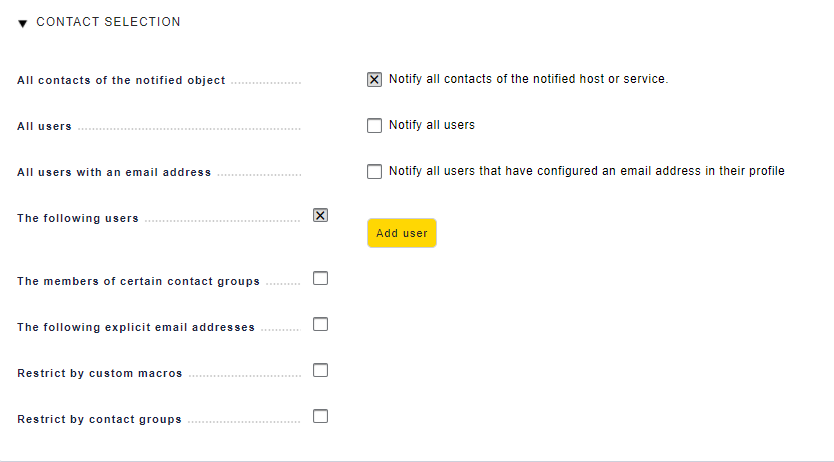 CONTACT SELECTION
All contacts of the notified object Notify all contacts of the notified host or service.
All users Notify all users
All users with an email address Notify all users that have configured an email address in their profile
The following users
Add user
The members of certain contact groups
The following explicit email addresses
Restrict by custom macros
Restrict by contact groups